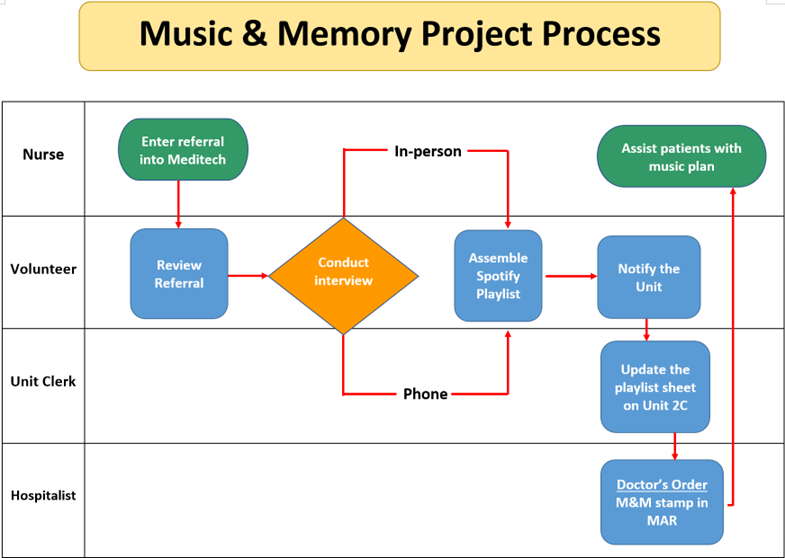 Music & Memory Project Process
Nurse
Enter referral
into Meditech
In-person
Assist patients with
music plan
Volunteer
Review
Referral
Conduct
interview
Assemble
Spotify
Playlist
Notify the
Unit
Unit Clerk
Phone
Update the
playlist sheet
on Unit 2C
Hospitalist
Doctor’s Order
M&M stamp in
MAR